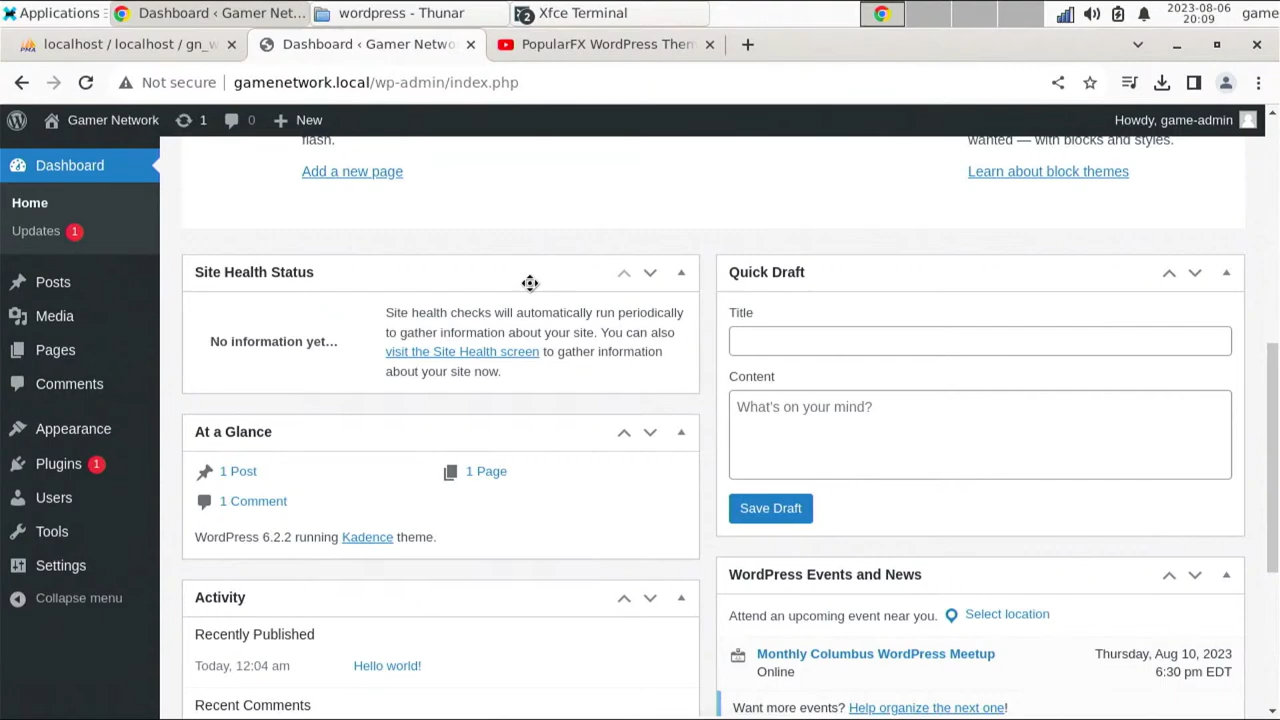 Applications
Dashboard ‹ Gamer Net...
wordpress - Thunar
2
Xfce Terminal
2023-08-06
20:09
game
localhost / localhost / gn_w
Dashboard ‹ Gamer Netwo
PopularFX WordPress Then
Not secure
gamenetwork.local/wp-admin/index.php
Gamer Network
1
0
New
Howdy, game-admin
Dashboard
Home
Updates 1
Posts
Media
Pages
Comments
Appearance
Plugins 1
Users
Tools
Settings
Collapse menu
flash.
Add a new page
wanted — with blocks and styles.
Learn about block themes
Site Health Status
No information yet...
Site health checks will automatically run periodically
to gather information about your site. You can also
visit the Site Health screen to gather information
about your site now.
At a Glance
1 Post
1 Page
1 Comment
WordPress 6.2.2 running Kadence theme.
Activity
Recently Published
Today, 12:04 am
Hello world!
Recent Comments
Quick Draft
Title
Content
What's on your mind?
Save Draft
WordPress Events and News
Attend an upcoming event near you.
Select location
Monthly Columbus WordPress Meetup
Online
Thursday, Aug 10, 2023
6:30 pm EDT
Want more events? Help organize the next one!